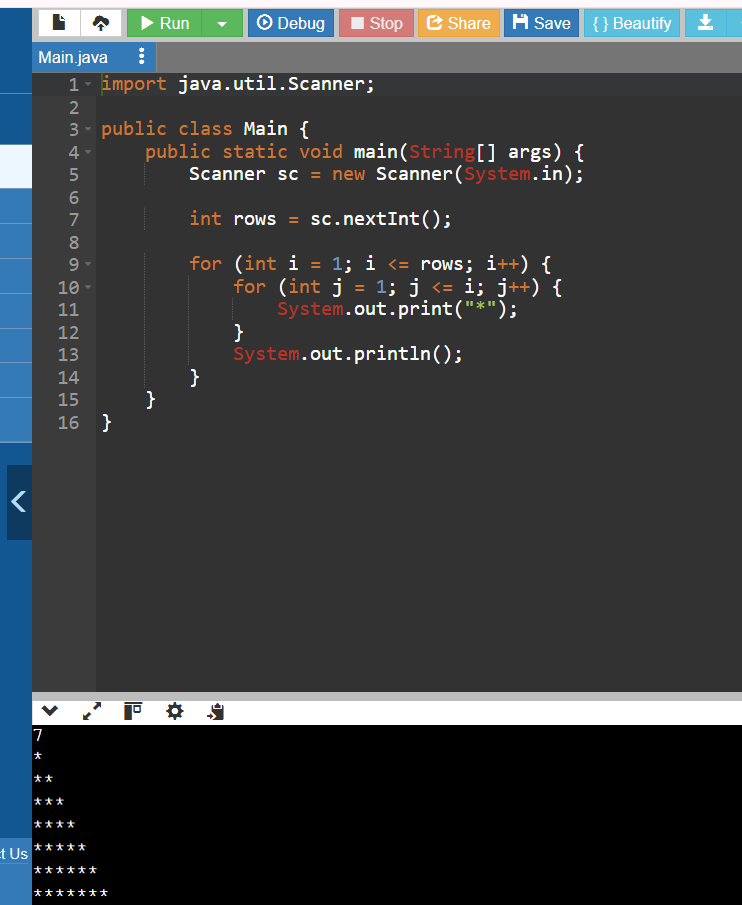 Run Debug Stop Share Save { } Beautify
Main.java
1 import java.util.Scanner;
2
3 public class Main {
4     public static void main(String[] args) {
5         Scanner sc = new Scanner(System.in);
6
7         int rows = sc.nextInt();
8
9         for (int i = 1; i <= rows; i++) {
10             for (int j = 1; j <= i; j++) {
11                 System.out.print("*");
12             }
13             System.out.println();
14         }
15     }
16 }
7
*
**
***
****
*****
******
*******
t Us